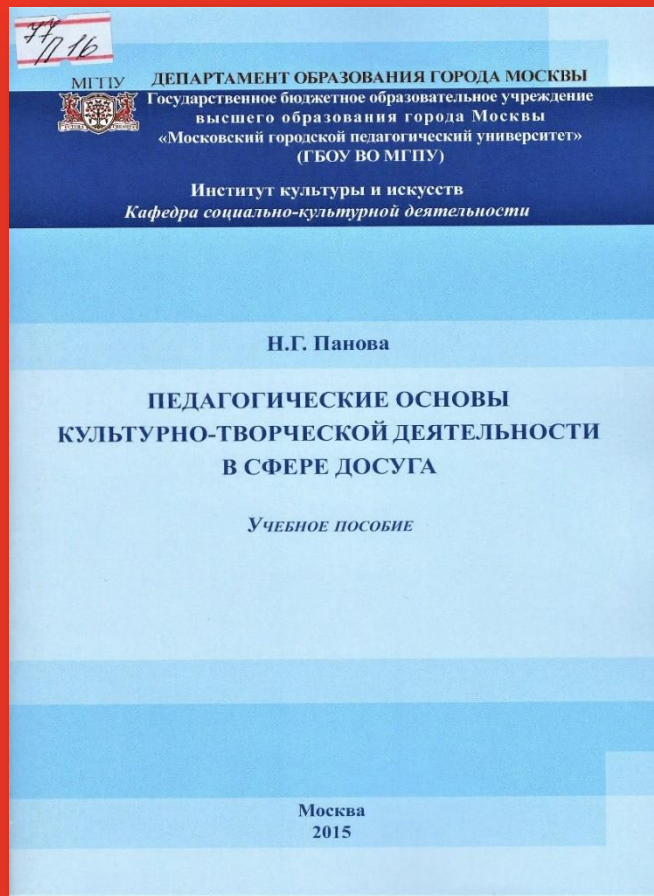 77
П 16
МГПУ
ДЕПАРТАМЕНТ ОБРАЗОВАНИЯ ГОРОДА МОСКВЫ
Государственное бюджетное образовательное учреждение
высшего образования города Москвы
«Московский городской педагогический университет»
(ГБОУ ВО МГПУ)
Институт культуры и искусств
Кафедра социально-культурной деятельности
Н.Г. Панова
ПЕДАГОГИЧЕСКИЕ ОСНОВЫ
КУЛЬТУРНО-ТВОРЧЕСКОЙ ДЕЯТЕЛЬНОСТИ
В СФЕРЕ ДОСУГА
УЧЕБНОЕ ПОСОБИЕ
Москва
2015